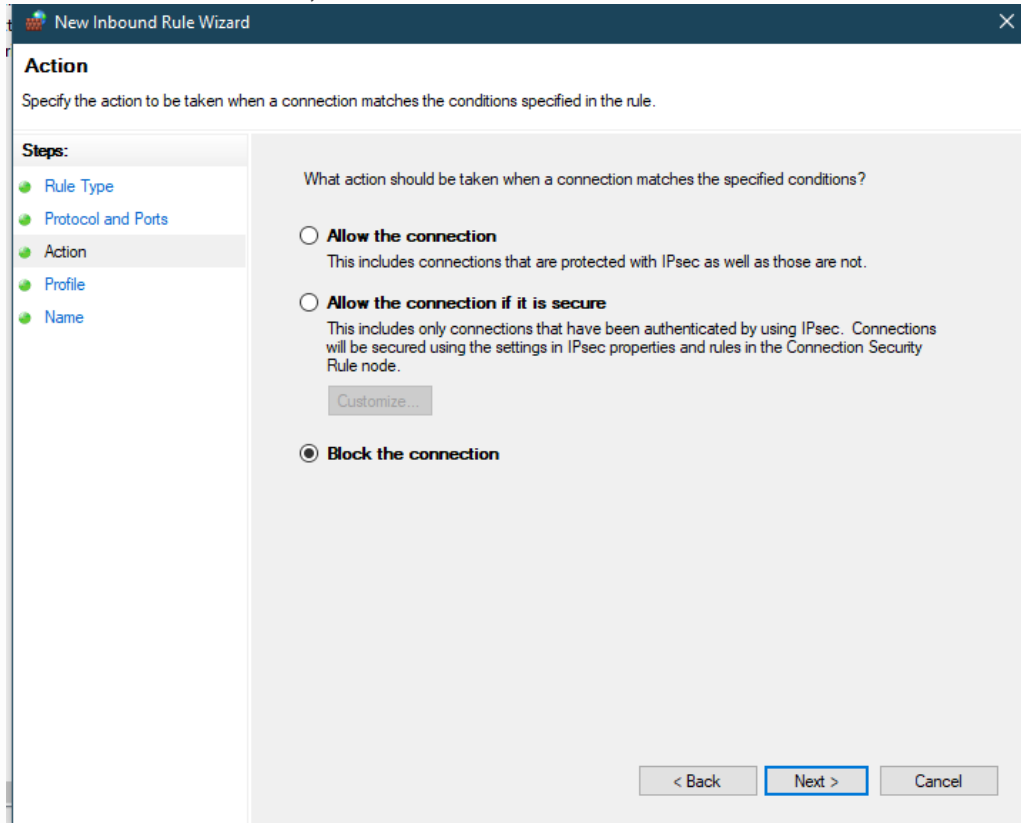 New Inbound Rule Wizard
Action
Specify the action to be taken when a connection matches the conditions specified in the rule.
Steps:
Rule Type
Protocol and Ports
Action
Profile
Name
What action should be taken when a connection matches the specified conditions?
Allow the connection
This includes connections that are protected with IPsec as well as those are not.
Allow the connection if it is secure
This includes only connections that have been authenticated by using IPsec. Connections
will be secured using the settings in IPsec properties and rules in the Connection Security
Rule node.
Customize...
Block the connection
< Back
Next >
Cancel